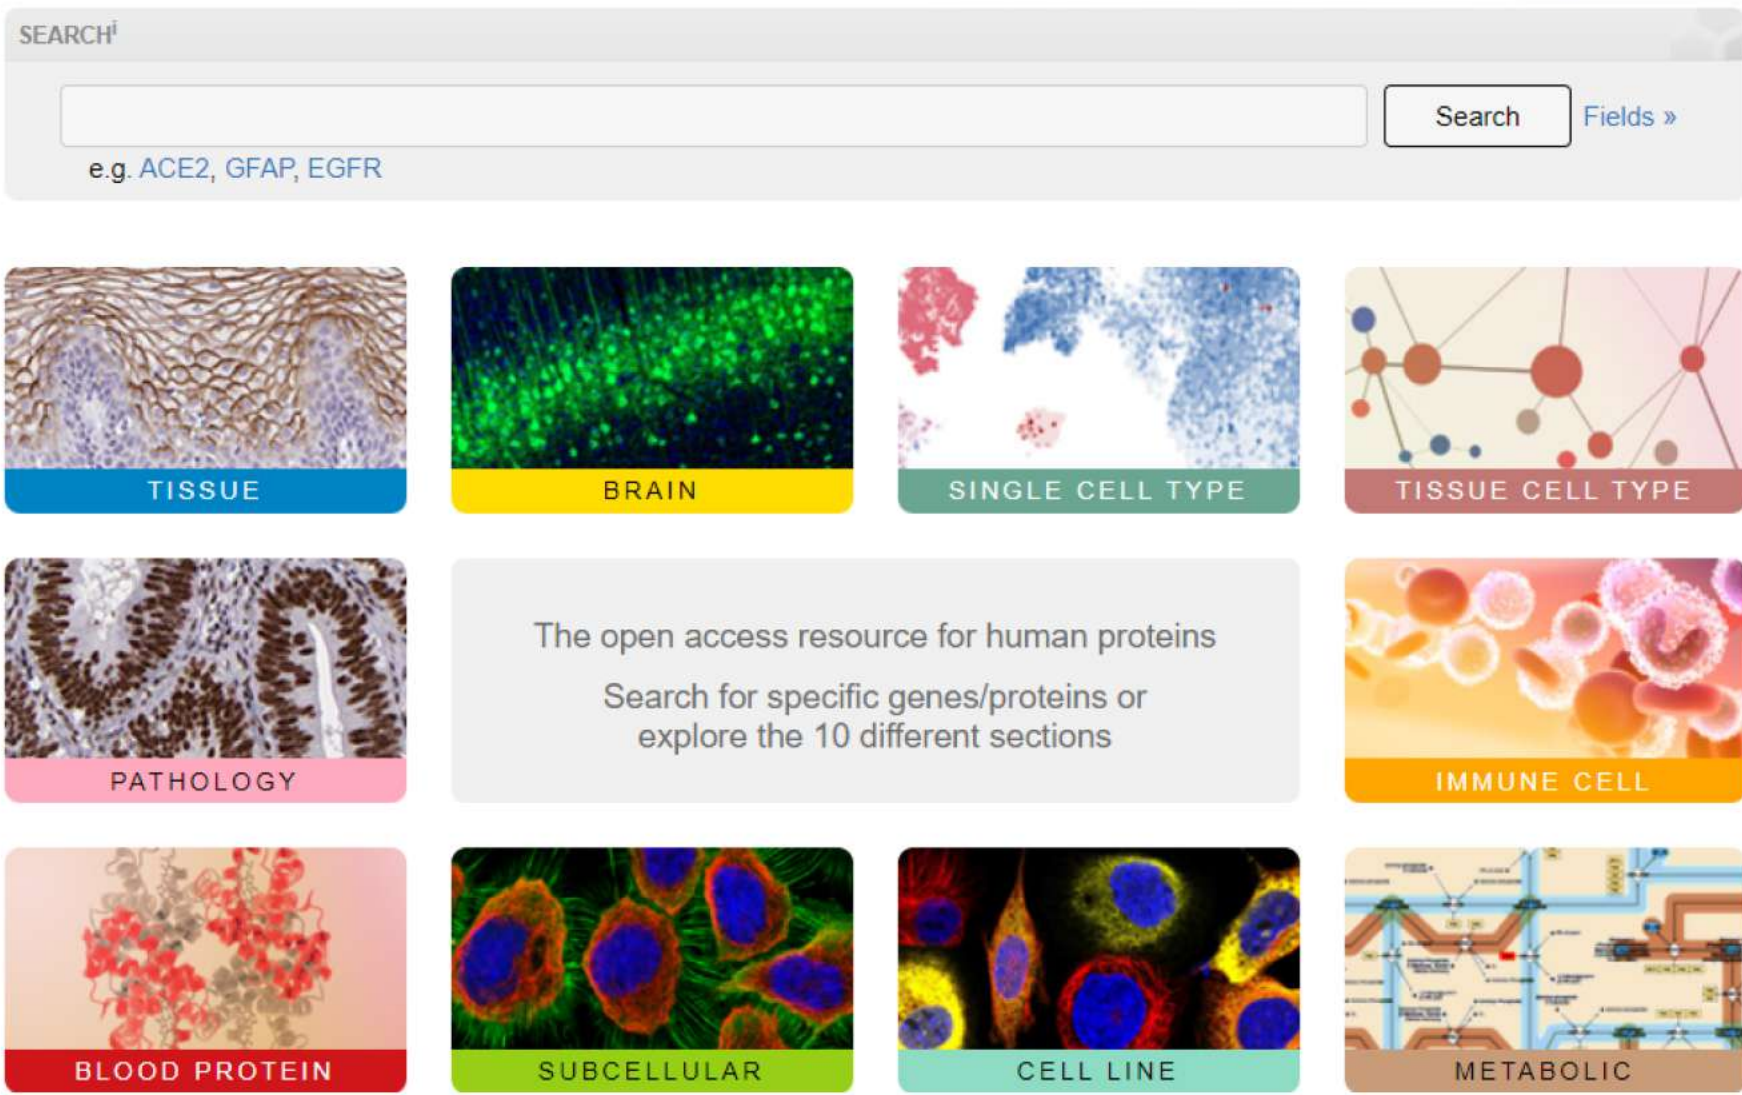 SEARCHⁱ
Search Fields »
e.g. ACE2, GFAP, EGFR
TISSUE
BRAIN
SINGLE CELL TYPE
TISSUE CELL TYPE
PATHOLOGY
The open access resource for human proteins
Search for specific genes/proteins or
explore the 10 different sections
IMMUNE CELL
BLOOD PROTEIN
SUBCELLULAR
CELL LINE
METABOLIC